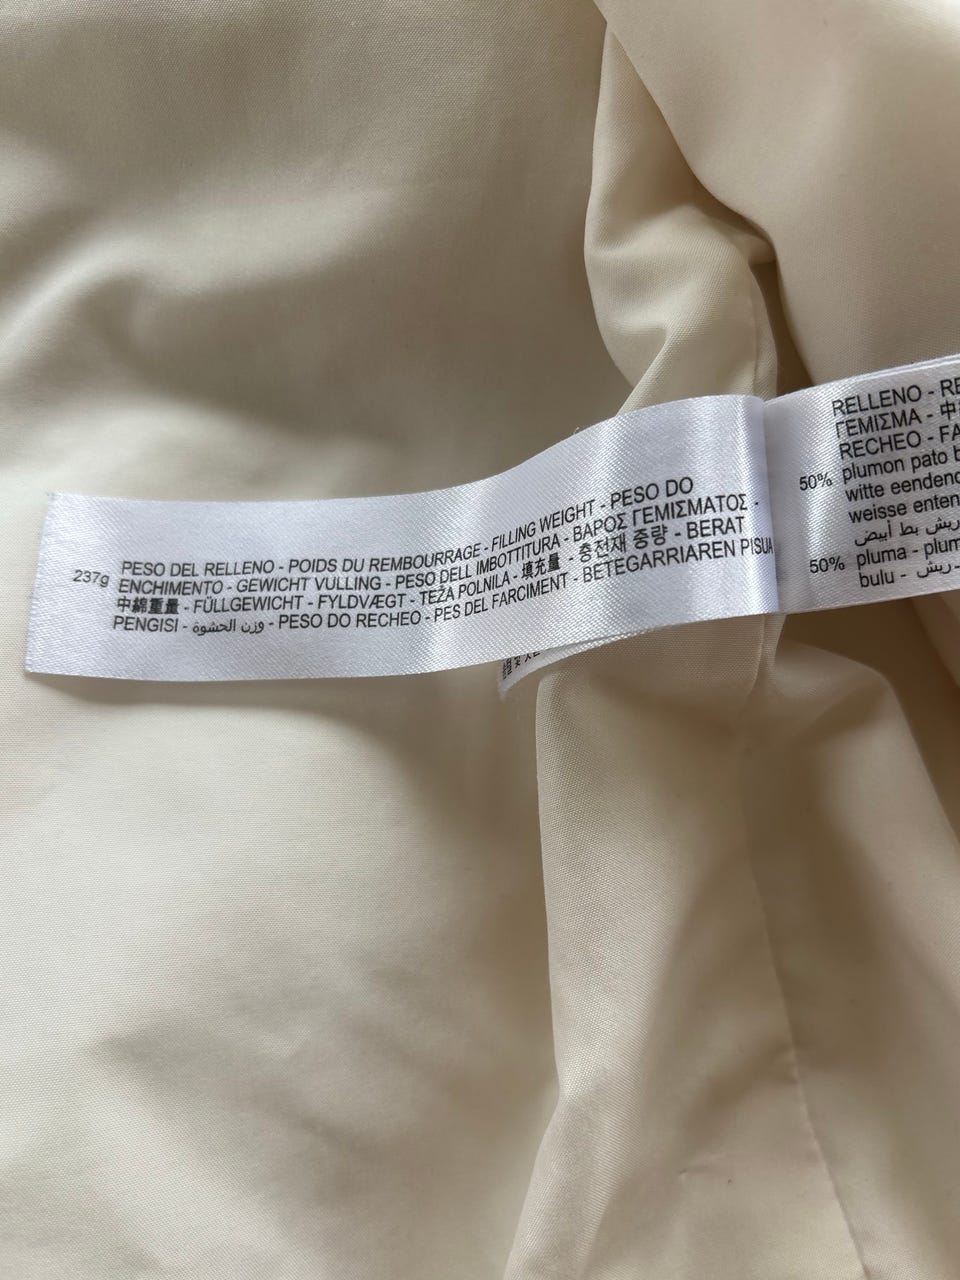 237g
PESO DEL RELLENO - POIDS DU REMBOURRAGE - FILLING WEIGHT - PESO DO
ENCHIMENTO - GEWICHT VULLING - PESO DELL IMBOTTITURA - ΒΑΡΟΣ ΓΕΜΙΣΜΑΤΟΣ -
中綿重量 - FÜLLGEWICHT - FYLDVÆGT - TEŽA POLNILA - 填充量 - 충전재 중량 - BERAT
PENGISI - وزن الحشوة - PESO DO RECHEO - PES DEL FARCIMENT - BETEGARRIAREN PISUA
RELLENO - RE
ΓΕΜΙΣΜΑ - 中
RECHEO - FA
50% plumon pato b
witte eendend
weisse enten
ريش بط أبيض
50% pluma - plum
bulu - ريش -